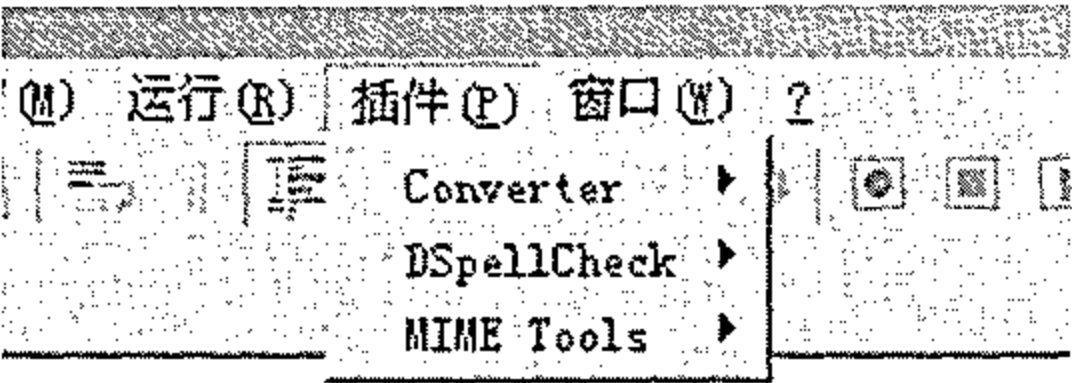 (M) 运行(R) 插件(P) 窗口(W) ?
Converter
DSpellCheck
MIME Tools